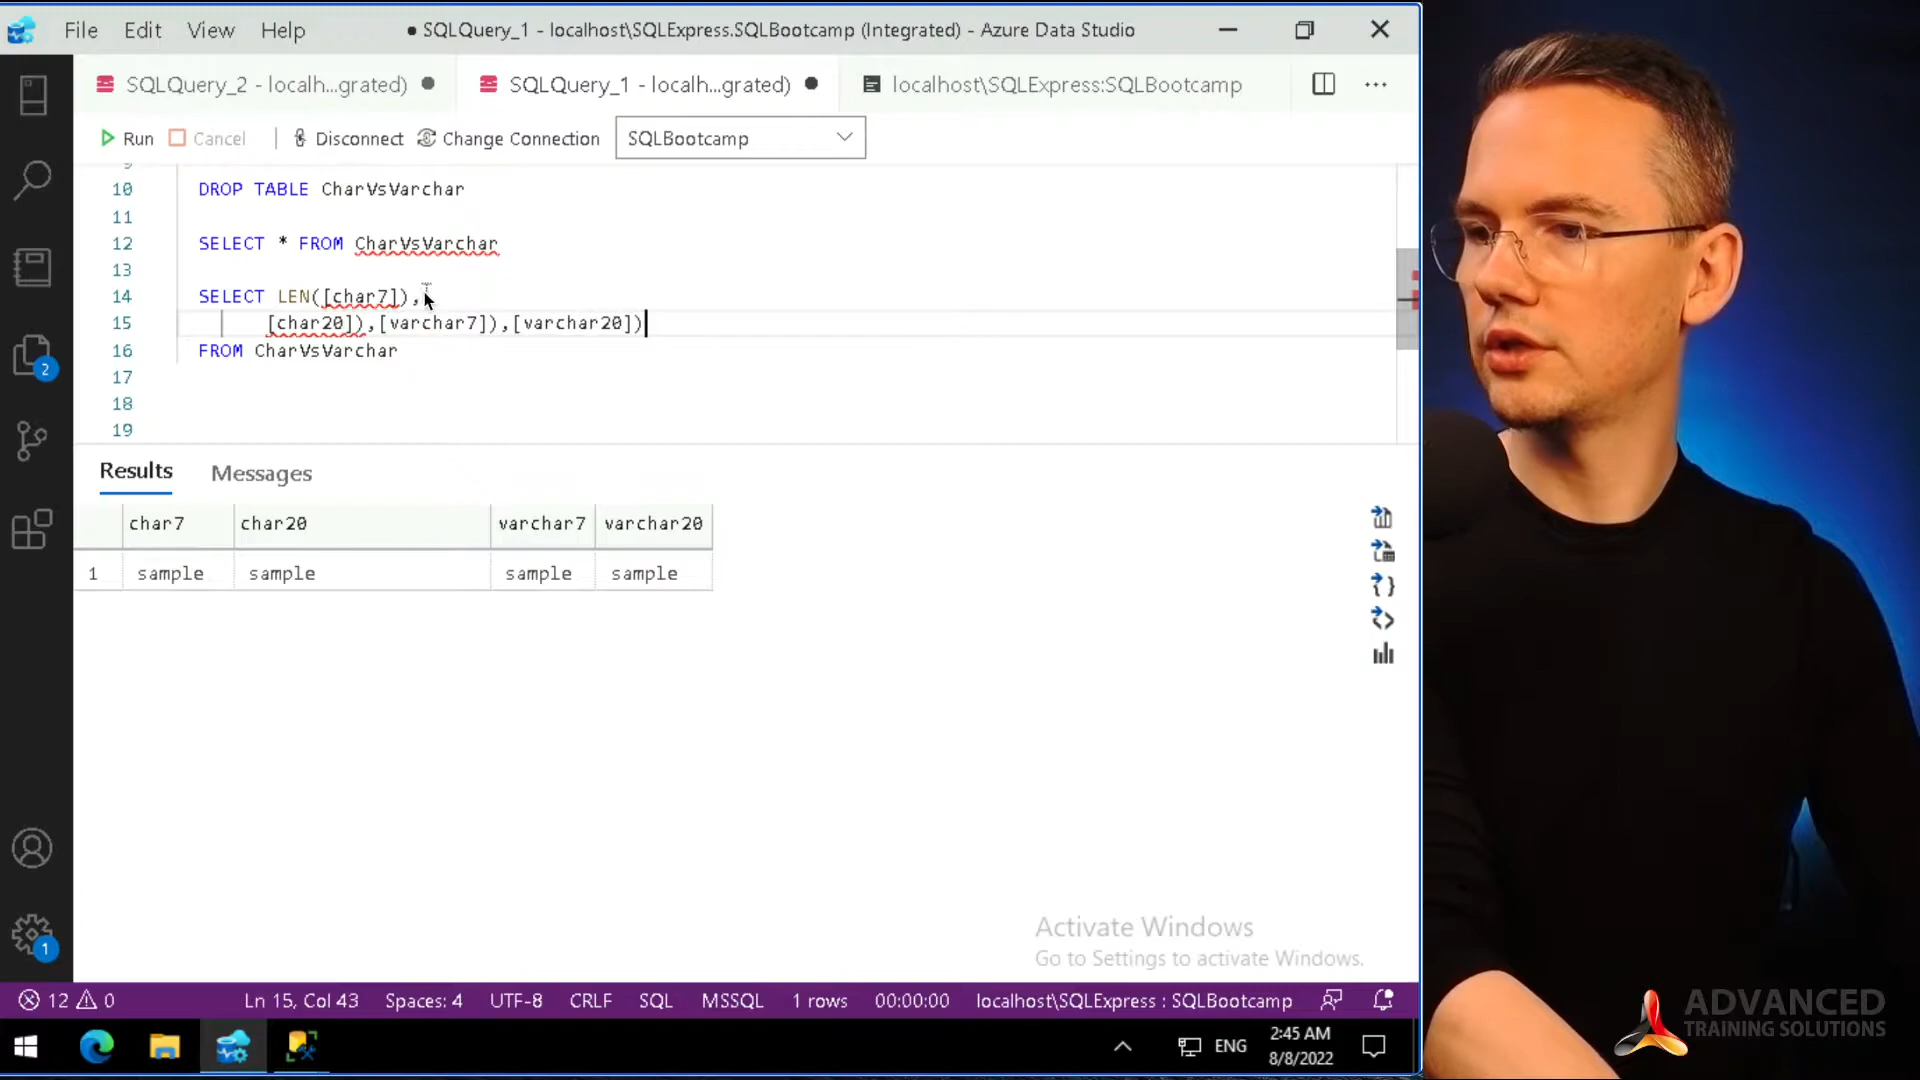 File Edit View Help
● SQLQuery_1 - localhost\SQLExpress.SQLBootcamp (Integrated) - Azure Data Studio
SQLQuery_2 - localh...grated) ●
SQLQuery_1 - localh...grated) ●
localhost\SQLExpress:SQLBootcamp
Run Cancel Disconnect Change Connection SQLBootcamp
10 DROP TABLE CharVsVarchar
11
12 SELECT * FROM CharVsVarchar
13
14 SELECT LEN([char7]),
15 [char20]),[varchar7]),[varchar20])
16 FROM CharVsVarchar
17
18
19
2
Results Messages
char7 char20 varchar7 varchar20
1 sample sample sample sample
1
Activate Windows
Go to Settings to activate Windows.
12 0 Ln 15, Col 43 Spaces: 4 UTF-8 CRLF SQL MSSQL 1 rows 00:00:00 localhost\SQLExpress : SQLBootcamp
ENG
2:45 AM
8/8/2022
ADVANCED
TRAINING SOLUTIONS